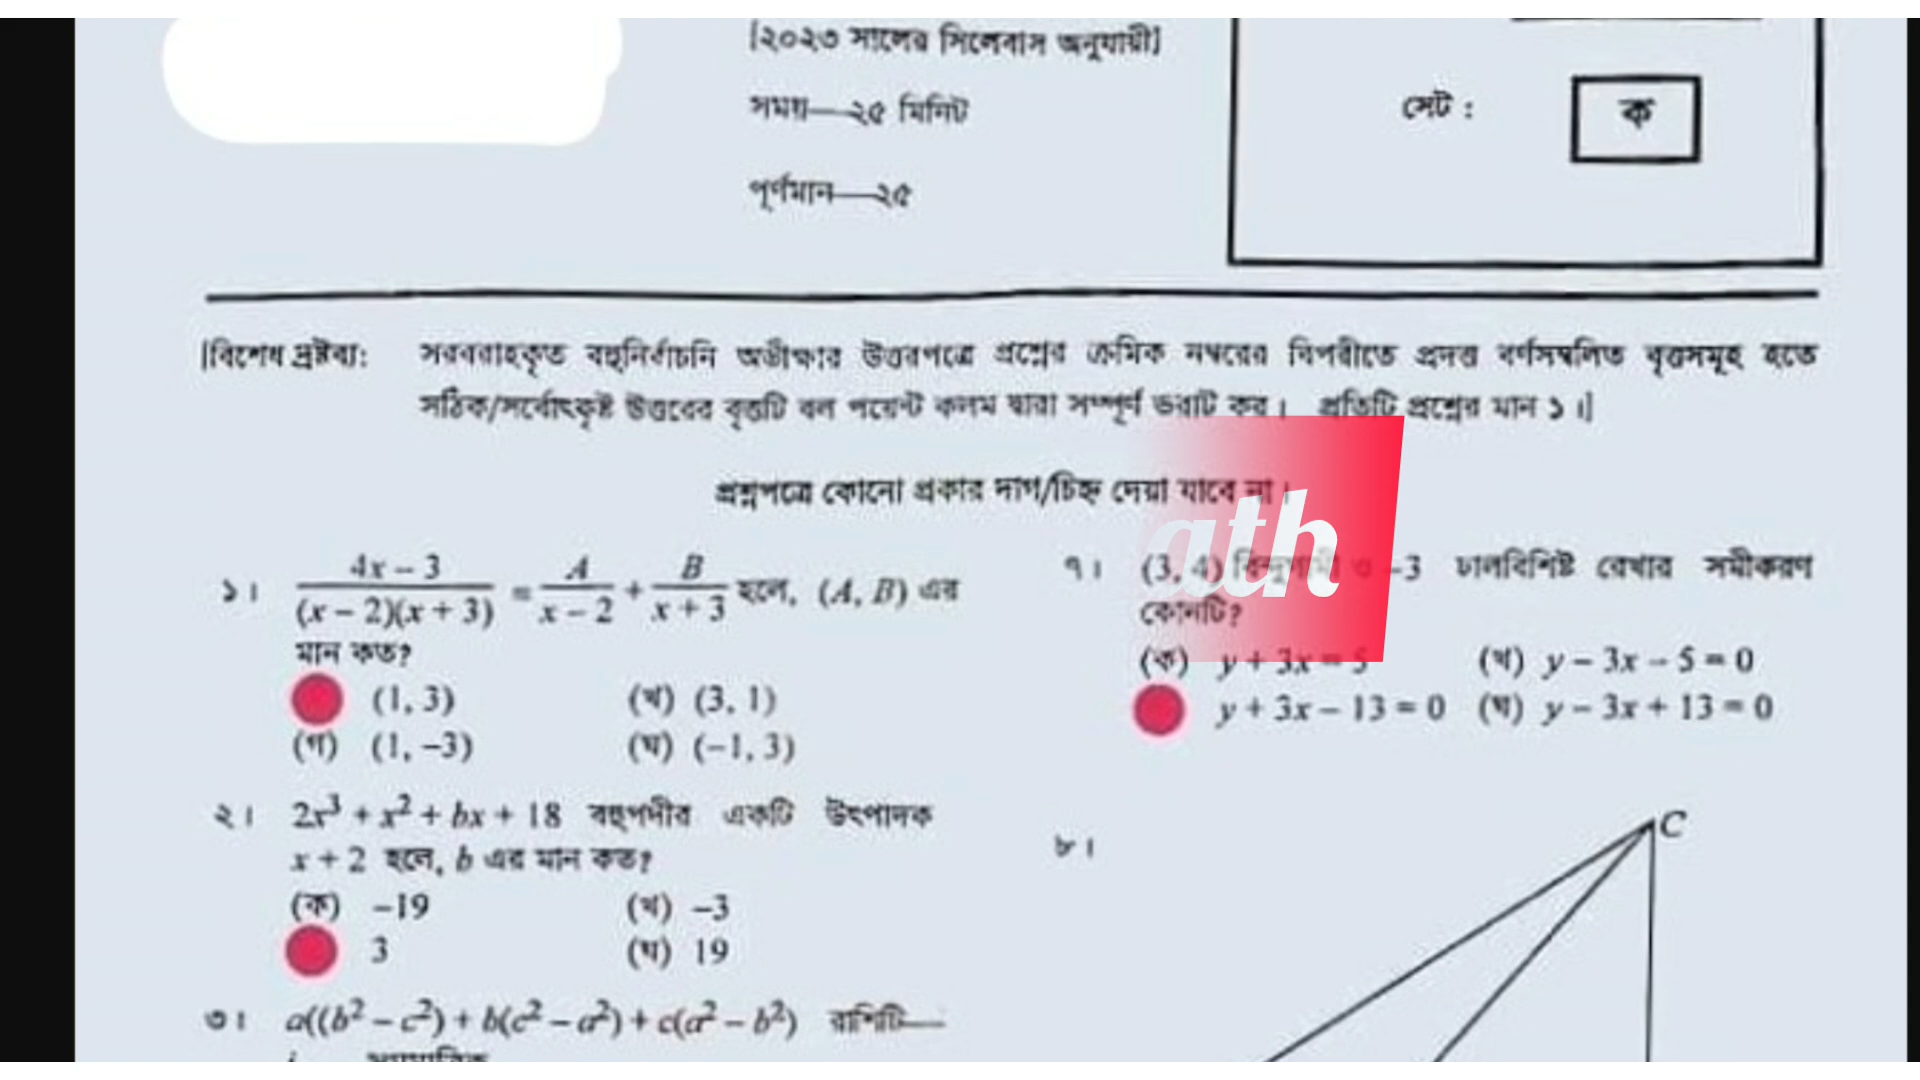 [২০২৩ সালের সিলেবাস অনুযায়ী]
সময়—২৫ মিনিট
পূর্ণমান—২৫
সেট :
ক
[বিশেষ দ্রষ্টব্য: সরবরাহকৃত বহুনির্বাচনি অভীক্ষার উত্তরপত্রে প্রশ্নের ক্রমিক নম্বরের বিপরীতে প্রদত্ত বর্ণসম্বলিত বৃত্তসমূহ হতে
সঠিক/সর্বোৎকৃষ্ট উত্তরের বৃত্তটি বল পয়েন্ট কলম দ্বারা সম্পূর্ণ ভরাট কর। প্রতিটি প্রশ্নের মান ১।]
প্রশ্নপত্রে কোনো প্রকার দাগ/চিহ্ন দেয়া যাবে না।
ath
১। (4x – 3)/((x – 2)(x + 3)) = A/(x – 2) + B/(x + 3) হলে, (A, B) এর
মান কত?
(1, 3) (খ) (3, 1)
(গ) (1, –3) (ঘ) (–1, 3)
২। 2x³ + x² + bx + 18 বহুপদীর একটি উৎপাদক
x + 2 হলে, b এর মান কত?
(ক) –19 (খ) –3
3 (ঘ) 19
৩। a((b² – c²) + b(c² – a²) + c(a² – b²) রাশিটি—
৭। (3, 4) বিন্দুগামী ও –3 ঢালবিশিষ্ট রেখার সমীকরণ
কোনটি?
(ক) y + 3x = 5 (খ) y – 3x – 5 = 0
y + 3x – 13 = 0 (ঘ) y – 3x + 13 = 0
৮।
C